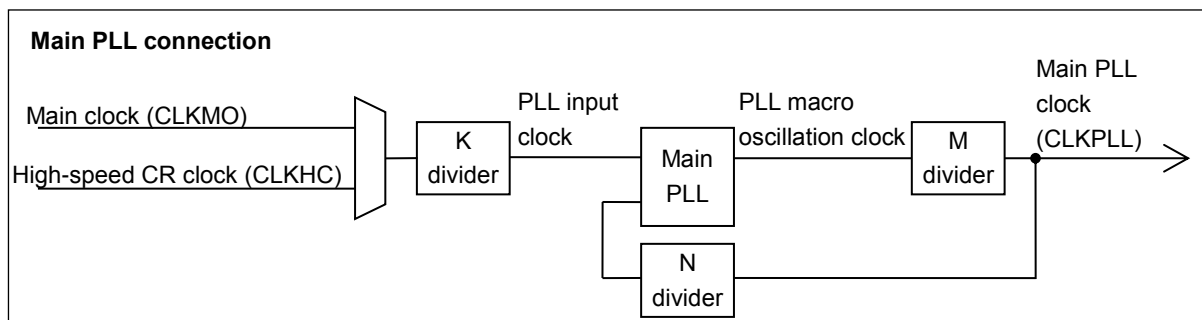 Main PLL connection
Main clock (CLKMO)
High-speed CR clock (CLKHC)
K
divider
PLL input
clock
Main
PLL
PLL macro
oscillation clock
M
divider
Main PLL
clock
(CLKPLL)
N
divider